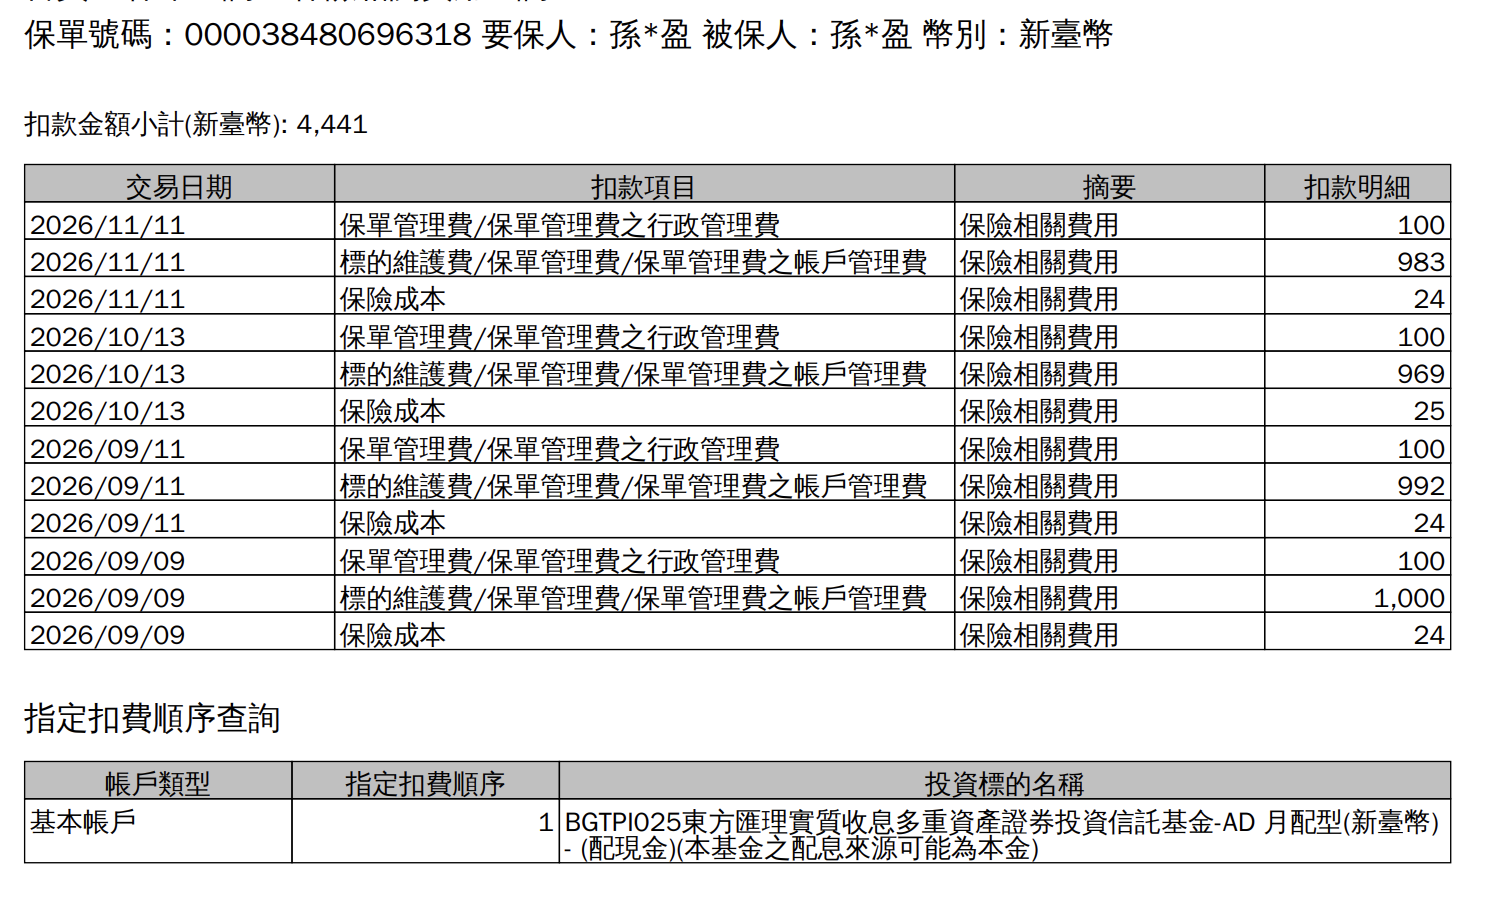 保單號碼：000038480696318 要保人：孫*盈 被保人：孫*盈 幣別：新臺幣
扣款金額小計(新臺幣): 4,441
交易日期 扣款項目 摘要 扣款明細
2026/11/11 保單管理費/保單管理費之行政管理費 保險相關費用 100
2026/11/11 標的維護費/保單管理費/保單管理費之帳戶管理費 保險相關費用 983
2026/11/11 保險成本 保險相關費用 24
2026/10/13 保單管理費/保單管理費之行政管理費 保險相關費用 100
2026/10/13 標的維護費/保單管理費/保單管理費之帳戶管理費 保險相關費用 969
2026/10/13 保險成本 保險相關費用 25
2026/09/11 保單管理費/保單管理費之行政管理費 保險相關費用 100
2026/09/11 標的維護費/保單管理費/保單管理費之帳戶管理費 保險相關費用 992
2026/09/11 保險成本 保險相關費用 24
2026/09/09 保單管理費/保單管理費之行政管理費 保險相關費用 100
2026/09/09 標的維護費/保單管理費/保單管理費之帳戶管理費 保險相關費用 1,000
2026/09/09 保險成本 保險相關費用 24
指定扣費順序查詢
帳戶類型 指定扣費順序 投資標的名稱
基本帳戶 1 BGTPI025東方匯理實質收息多重資產證券投資信託基金-AD 月配型(新臺幣)
- (配現金)(本基金之配息來源可能為本金)